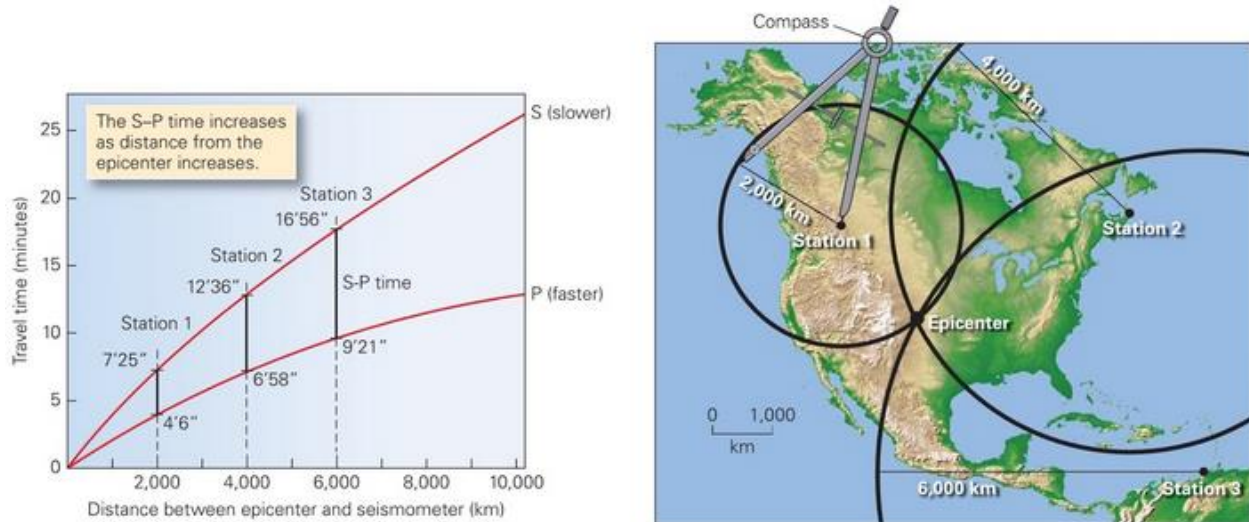 The S–P time increases
as distance from the
epicenter increases.
S (slower)
P (faster)
Station 3
16’56”
Station 2
12’36”
Station 1
7’25”
S-P time
9’21”
6’58”
4’6”
Travel time (minutes)
25
20
15
10
5
0
2,000
4,000
6,000
8,000
10,000
Distance between epicenter and seismometer (km)
Compass
4,000 km
2,000 km
Station 1
Station 2
Epicenter
0 1,000
km
6,000 km
Station 3